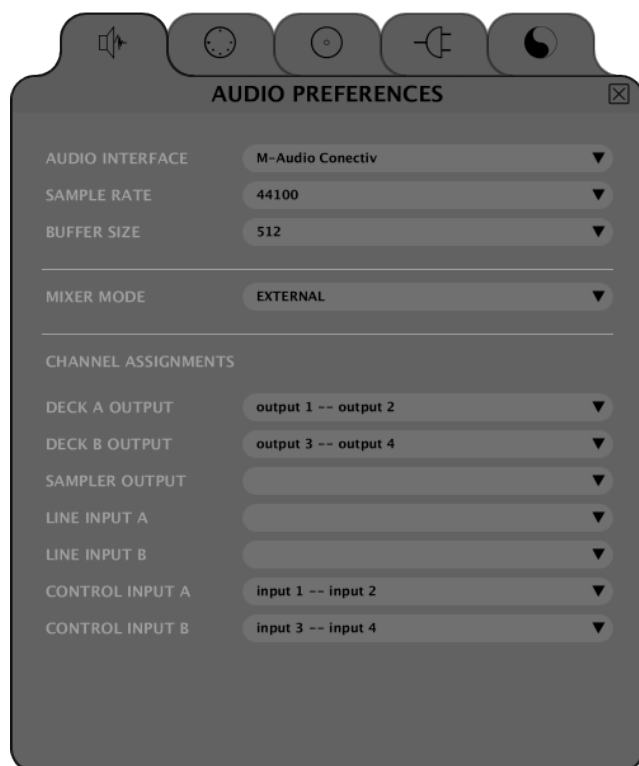 AUDIO PREFERENCES
AUDIO INTERFACE M-Audio Conectiv
SAMPLE RATE 44100
BUFFER SIZE 512
MIXER MODE EXTERNAL
CHANNEL ASSIGNMENTS
DECK A OUTPUT output 1 -- output 2
DECK B OUTPUT output 3 -- output 4
SAMPLER OUTPUT
LINE INPUT A
LINE INPUT B
CONTROL INPUT A input 1 -- input 2
CONTROL INPUT B input 3 -- input 4